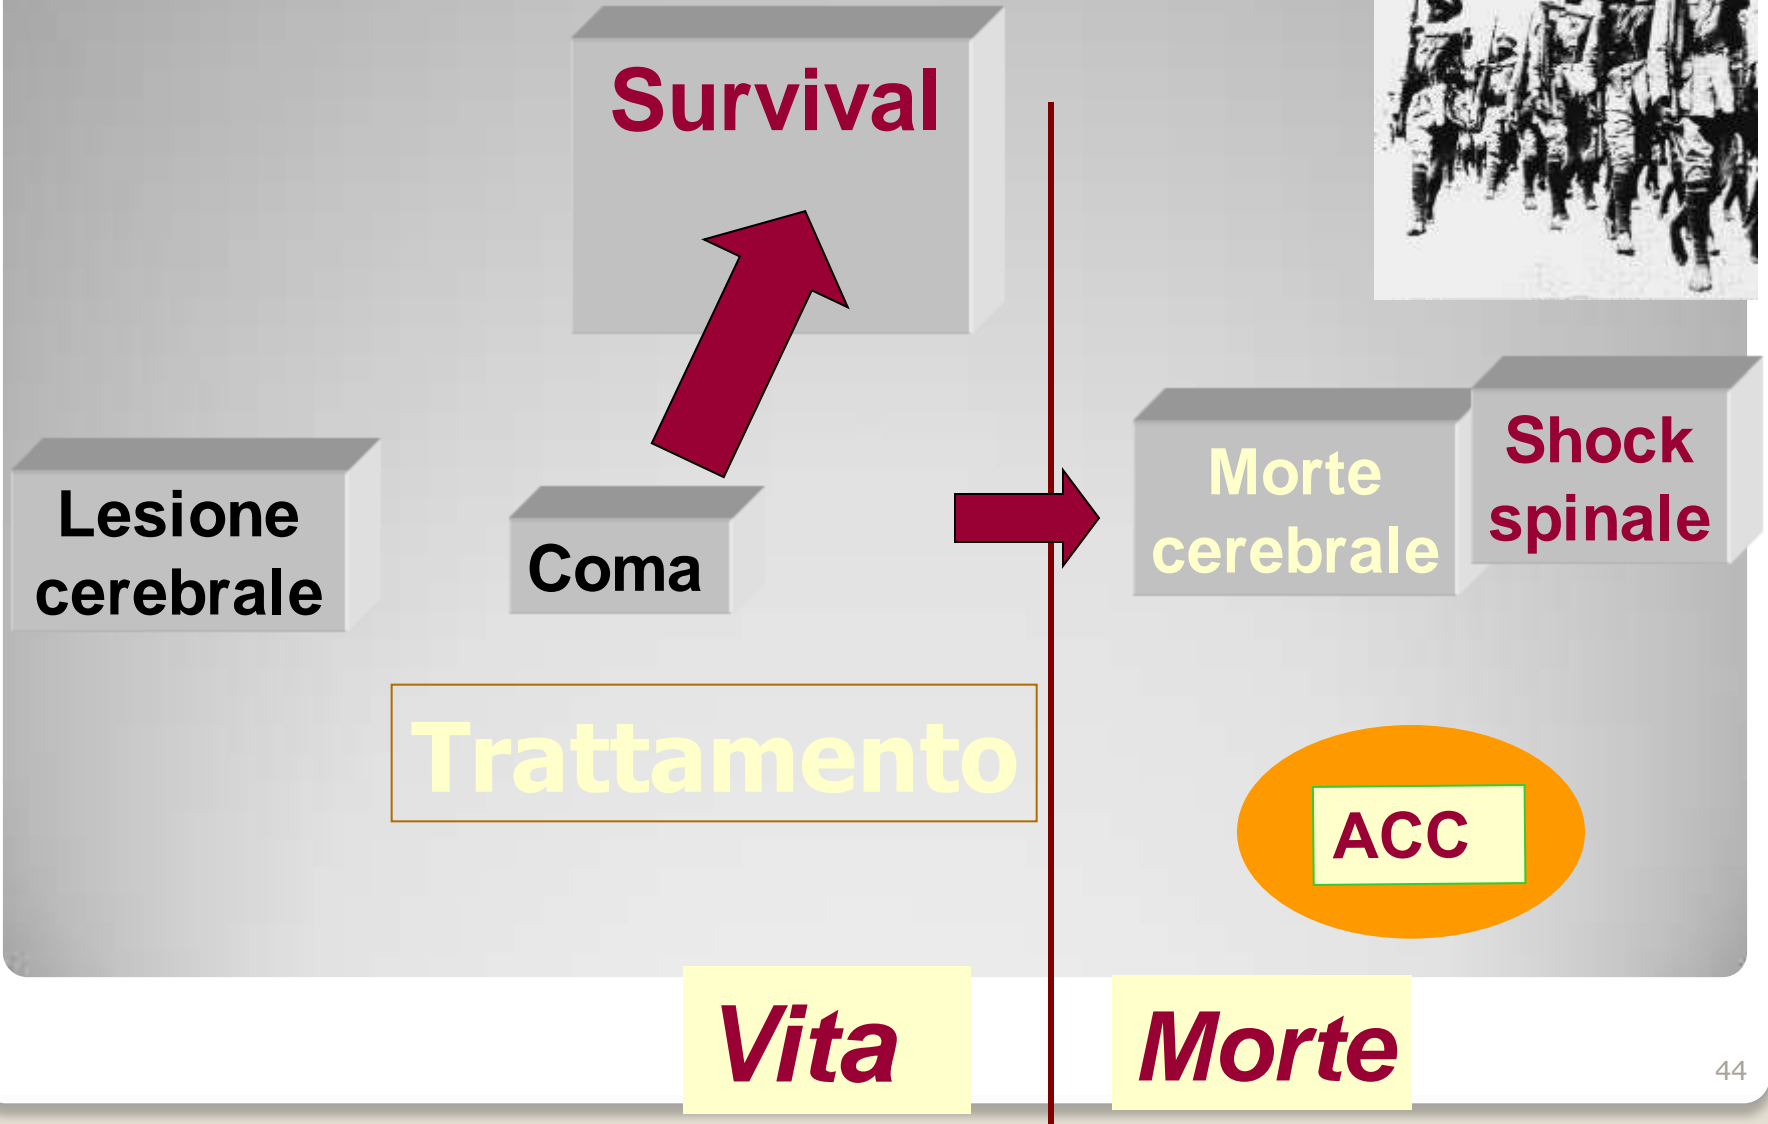 Survival
Lesione
cerebrale
Coma
Morte
cerebrale
Shock
spinale
Trattamento
ACC
Vita
Morte
44